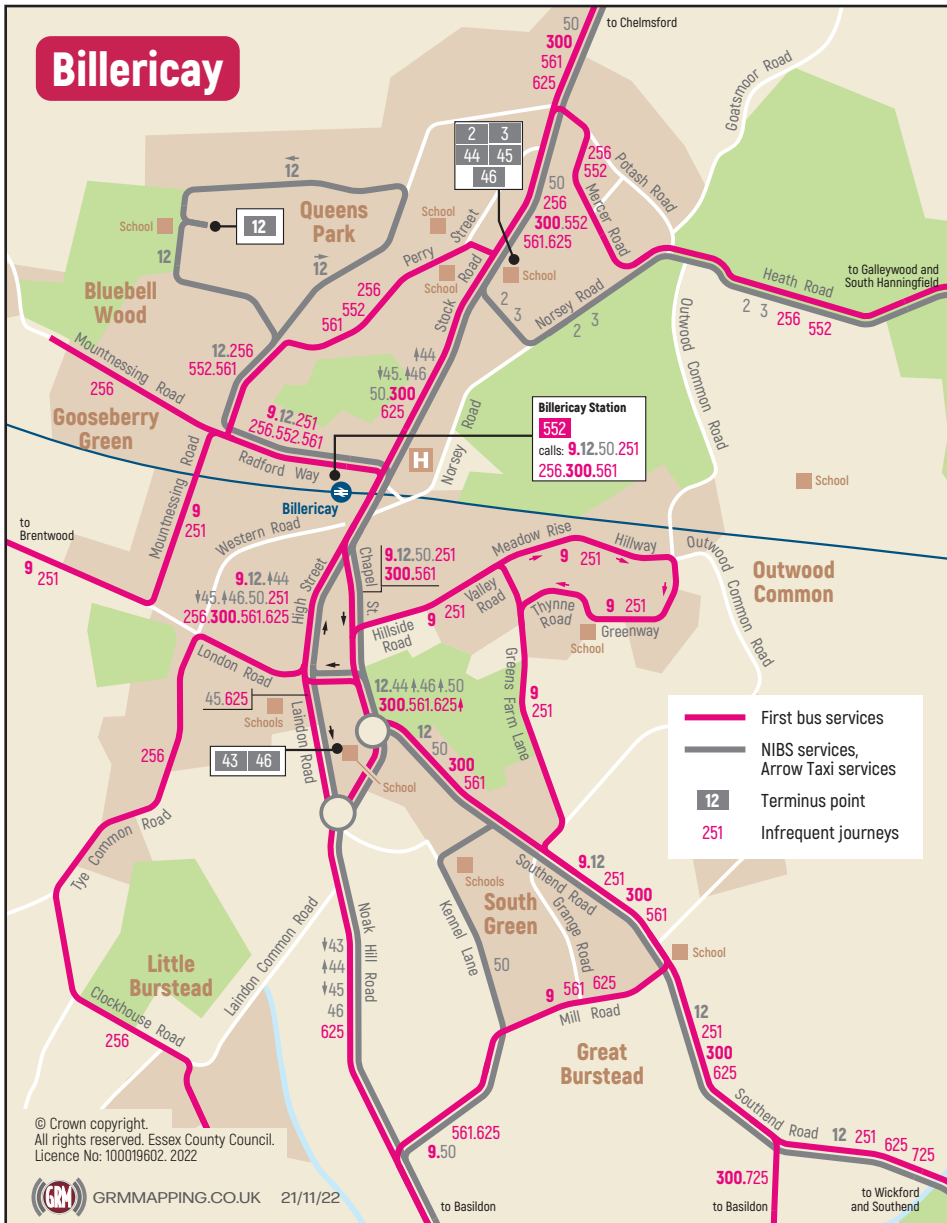 Billericay
to Chelmsford
50
300
561
625
Goatsmoor Road
2 3
44 45
46
256
552
Potash Road
Mercer Road
50
256
300.552
561.625
12
Queens
Park
School
12
School
Perry Street
School
School
12
12
Bluebell
Wood
256
552
561
Stock Road
2
3
Norsey Road
2 3
Heath Road
2 3 256 552
to Galleywood and
South Hanningfield
Outwood Common Road
Mountnessing Road
256
12.256
552.561
44
45. 46
50.300
625
Gooseberry
Green
9.12.251
256.552.561
Radford Way
H
Norsey Road
Billericay Station
552
calls: 9.12.50.251
256.300.561
School
Billericay
to
Brentwood
9
251
Mountnessing Road
9
251
Western Road
9.12. 44
45. 46.50.251
256.300.561.625
High Street
Chapel St.
9.12.50.251
300.561
Meadow Rise
9 251
Hillway
Outwood Common Road
Outwood
Common
Hillside Road
9 251
Valley Road
Thynne Road
9 251
Greenway
School
London Road
45.625
Schools
Laindon Road
12.44 .46 .50
300.561.625
Greens Farm Lane
9
251
12
50
300
561
43 46
School
256
First bus services
NIBS services,
Arrow Taxi services
12 Terminus point
251 Infrequent journeys
Tye Common Road
Southend Road
9.12
251
300
561
Schools
South
Green
Grange Road
Kennel Lane
50
School
Noak Hill Road
43
44
45
46
625
Laindon Common Road
Little
Burstead
Clockhouse Road
256
9 561 625
Mill Road
Great
Burstead
12
251
300
625
Southend Road
12 251 625 725
561.625
9.50
300.725
to Basildon
to Basildon
to Wickford
and Southend
© Crown copyright.
All rights reserved. Essex County Council.
Licence No: 100019602. 2022
GRM GRMMAPPING.CO.UK 21/11/22